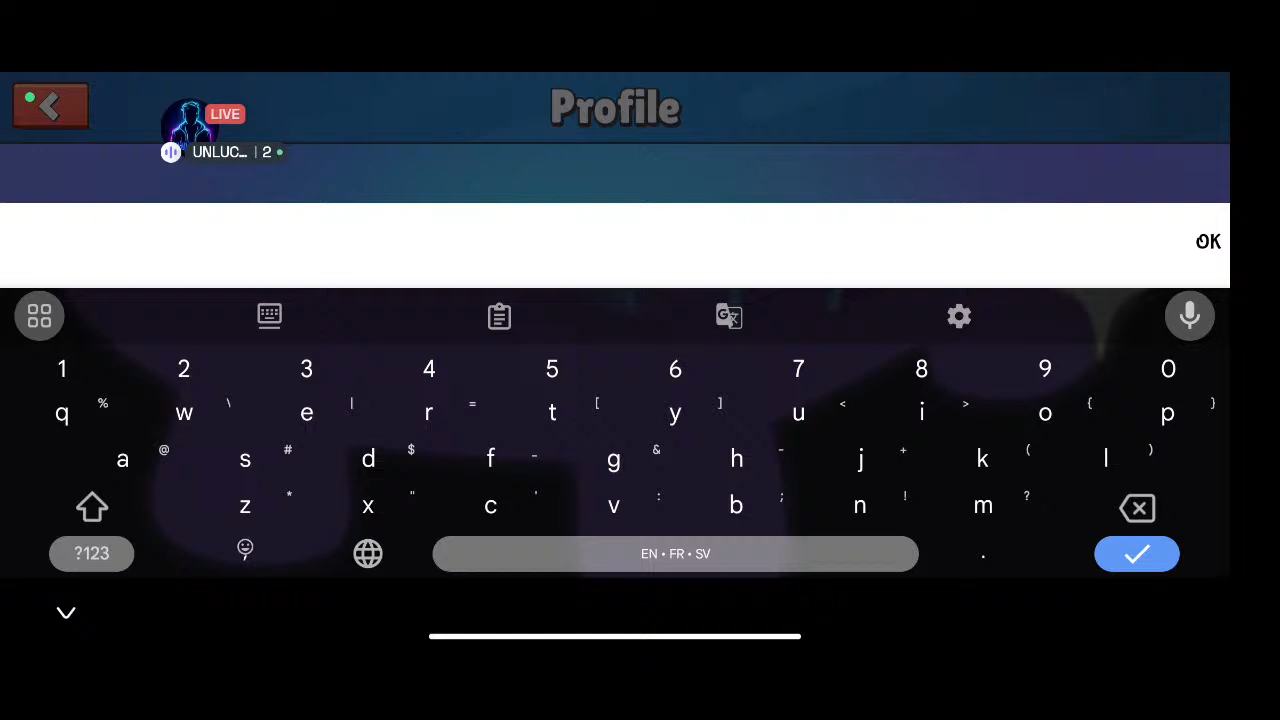 Profile
LIVE
UNLUC... | 2
OK
1 2 3 4 5 6 7 8 9 0
q % w \ e | r = t [ y ] u < i > o { p }
a @ s # d $ f _ g & h - j + k ( l )
z * x " c ' v : b ; n ! m ?
?123 EN • FR • SV .